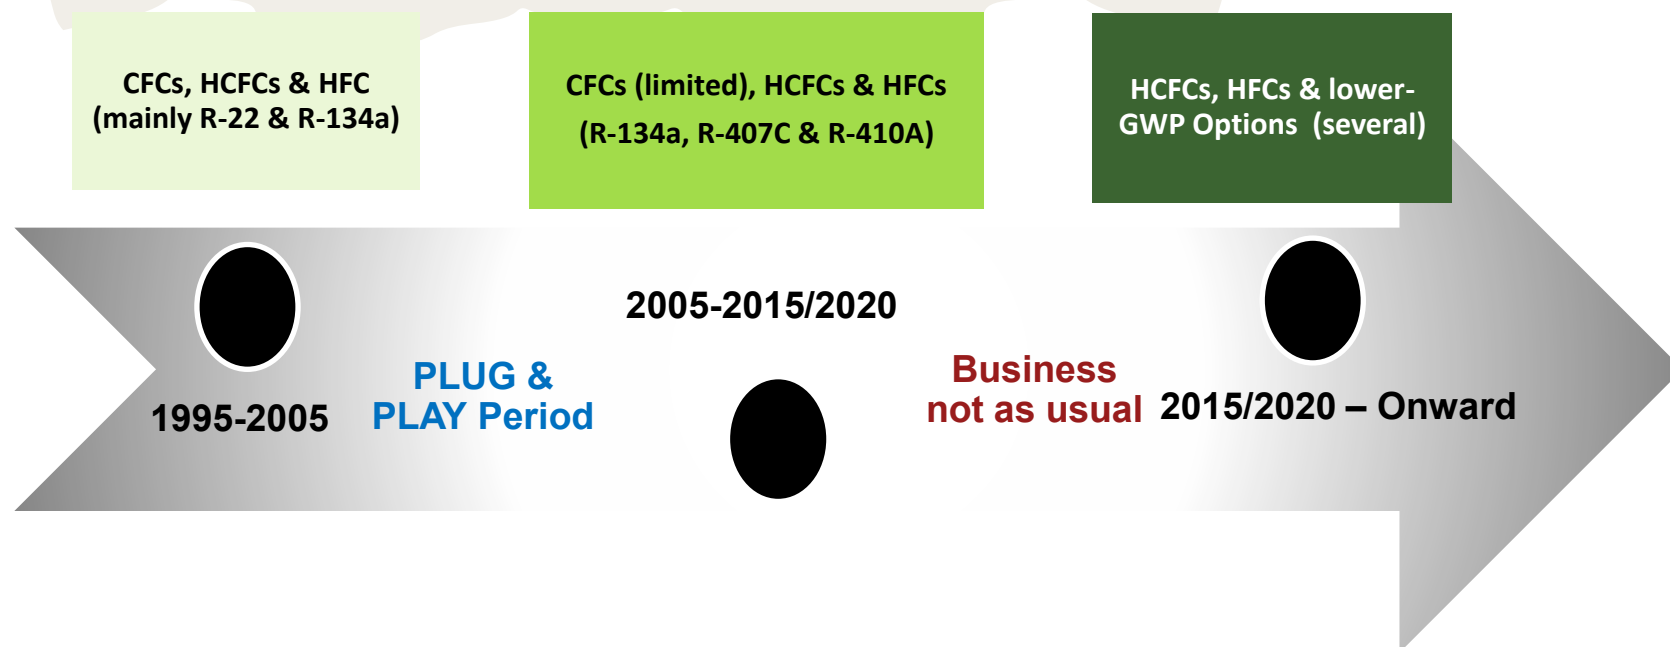 CFCs, HCFCs & HFC
(mainly R-22 & R-134a)
CFCs (limited), HCFCs & HFCs
(R-134a, R-407C & R-410A)
HCFCs, HFCs & lower-
GWP Options (several)
1995-2005
PLUG &
PLAY Period
2005-2015/2020
Business
not as usual
2015/2020 – Onward